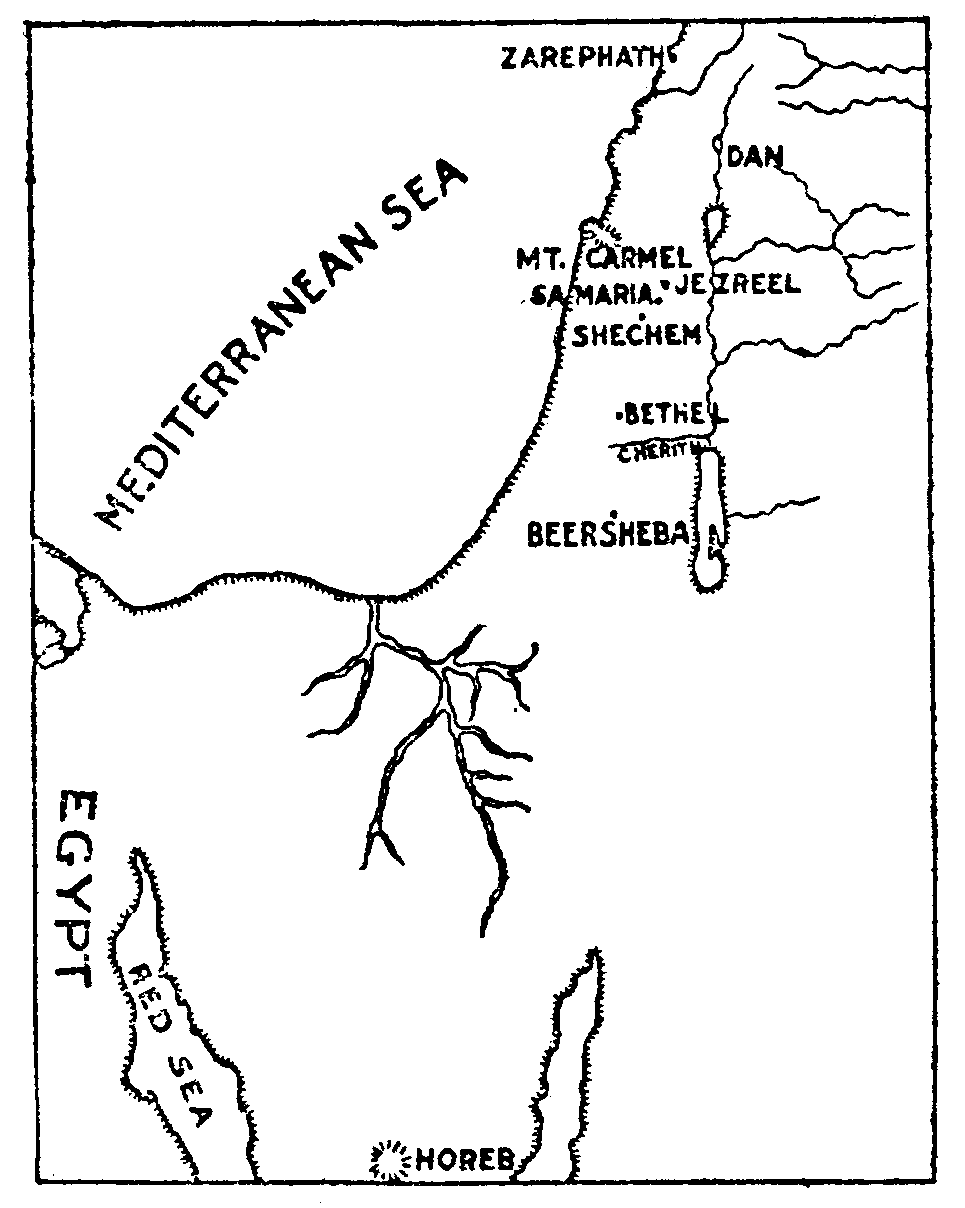 ZAREPHATH
DAN
MEDITERRANEAN SEA
MT. CARMEL
JEZREEL
SAMARIA
SHECHEM
BETHEL
CHERITH
BEERSHEBA
EGYPT
RED SEA
HOREB